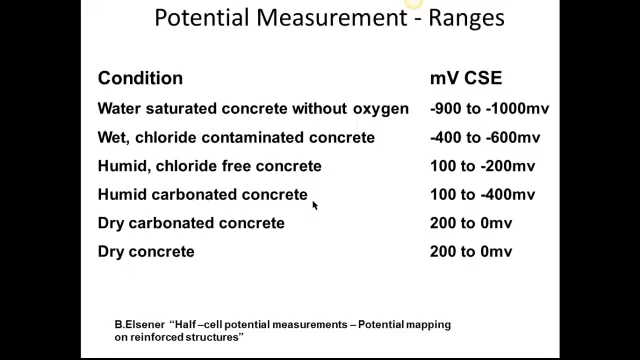 Potential Measurement - Ranges
Condition mV CSE
Water saturated concrete without oxygen -900 to -1000mv
Wet, chloride contaminated concrete -400 to -600mv
Humid, chloride free concrete 100 to -200mv
Humid carbonated concrete 100 to -400mv
Dry carbonated concrete 200 to 0mv
Dry concrete 200 to 0mv
B.Elsener “Half –cell potential measurements – Potential mapping
on reinforced structures”